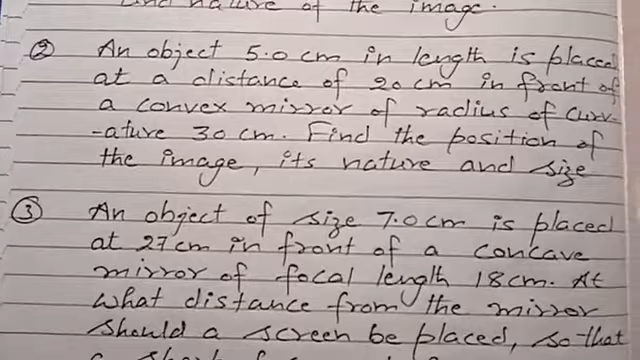 and nature of the image.
② An object 5.0 cm in length is placed
at a distance of 20 cm in front of
a convex mirror of radius of curv-
-ature 30 cm. Find the position of
the image, its nature and size
③ An object of size 7.0 cm is placed
at 27 cm in front of a concave
mirror of focal length 18 cm. At
what distance from the mirror
should a screen be placed, so that
a sharp